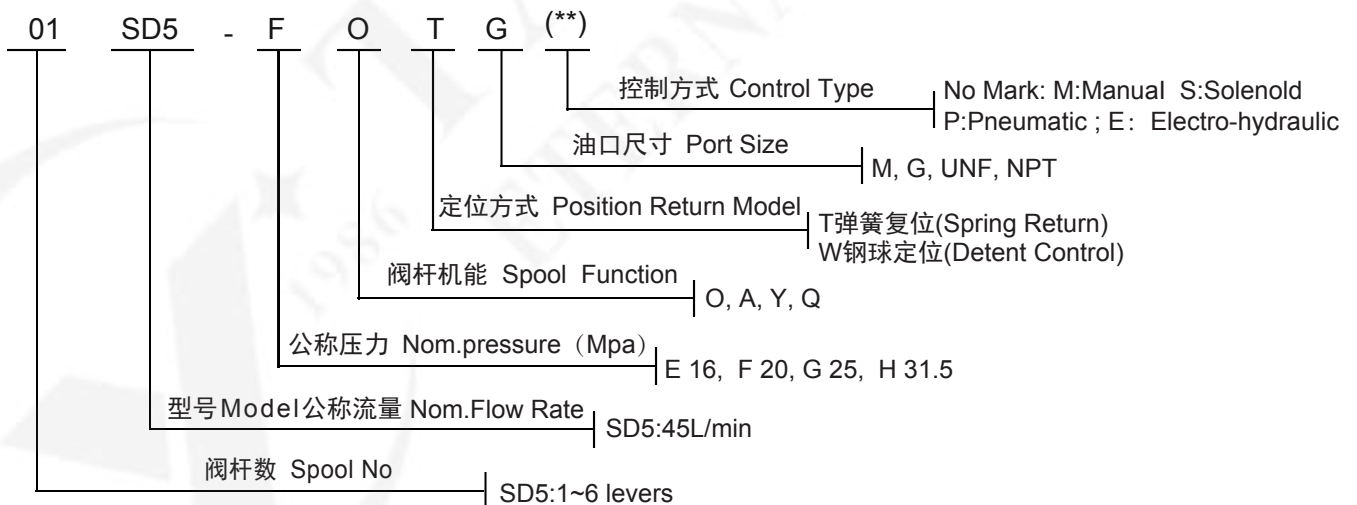 01 SD5 - F O T G (**)
控制方式 Control Type
No Mark: M:Manual S:Solenold
P:Pneumatic ; E：Electro-hydraulic
油口尺寸 Port Size
M, G, UNF, NPT
定位方式 Position Return Model
T弹簧复位(Spring Return)
W钢球定位(Detent Control)
阀杆机能 Spool Function
O, A, Y, Q
公称压力 Nom.pressure（Mpa）
E 16, F 20, G 25, H 31.5
型号Model公称流量 Nom.Flow Rate
SD5:45L/min
阀杆数 Spool No
SD5:1~6 levers
1986